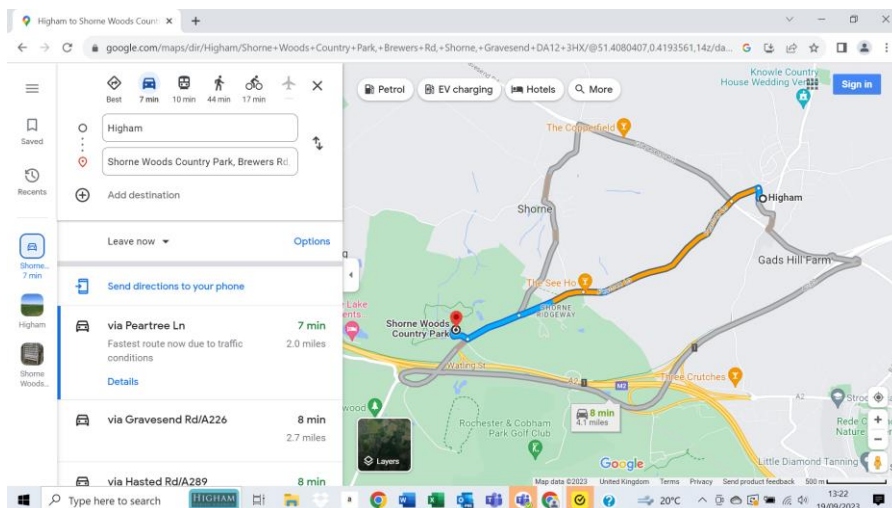 Higham to Shorne Woods Count
google.com/maps/dir/Higham/Shorne+Woods+Country+Park,+Brewers+Rd,+Shorne,+Gravesend+DA12+3HX/@51.4080407,0.4193561,14z/da...
Best
7 min
10 min
44 min
17 min
Higham
Shorne Woods Country Park, Brewers Rd,
Add destination
Leave now
Options
Send directions to your phone
via Peartree Ln
7 min
Fastest route now due to traffic conditions
2.0 miles
Details
via Gravesend Rd/A226
8 min
2.7 miles
via Hasted Rd/A289
8 min
Saved
Recents
Shorne...
7 min
Higham
Shorne
Woods...
Petrol
EV charging
Hotels
More
Sign in
Knowle Country
House Wedding
The Copperfield
Higham
Shorne
Gads Hill Farm
The See Ho
SHORNE
RIDGEWAY
Shorne Woods
Country Park
Lake
Watling St
A2
M2
Three Crutches
8 min
4.1 miles
Rochester & Cobham
Park Golf Club
A2
Little Diamond Tanning
Layers
Google
Map data ©2023
United Kingdom
Terms
Privacy
Send product feedback
500 m
Type here to search
HIGHAM
20°C
13:22
19/09/2023